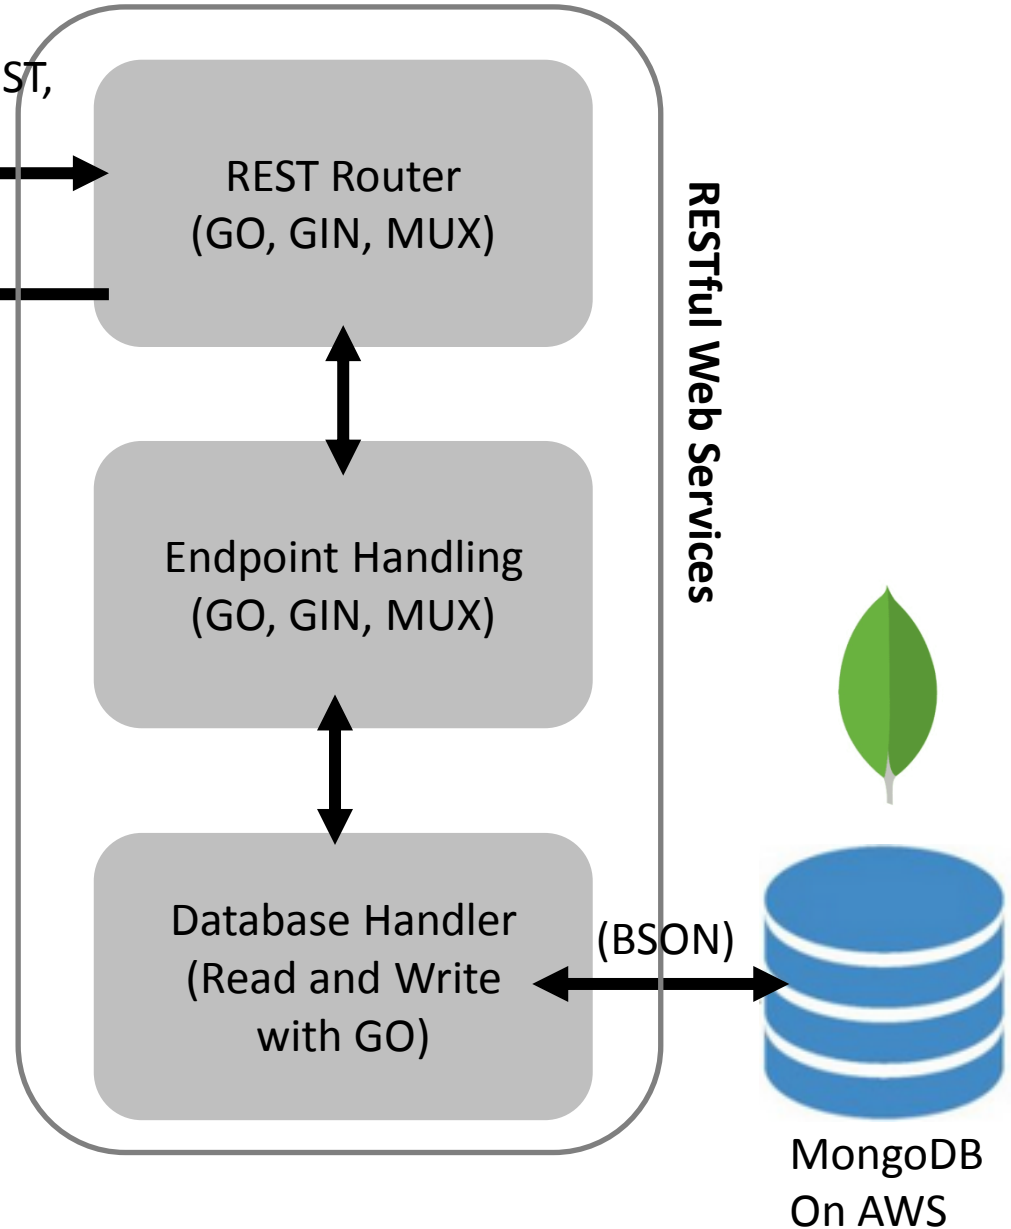 ST,
REST Router
(GO, GIN, MUX)
RESTful Web Services
Endpoint Handling
(GO, GIN, MUX)
Database Handler
(Read and Write
with GO)
(BSON)
MongoDB
On AWS